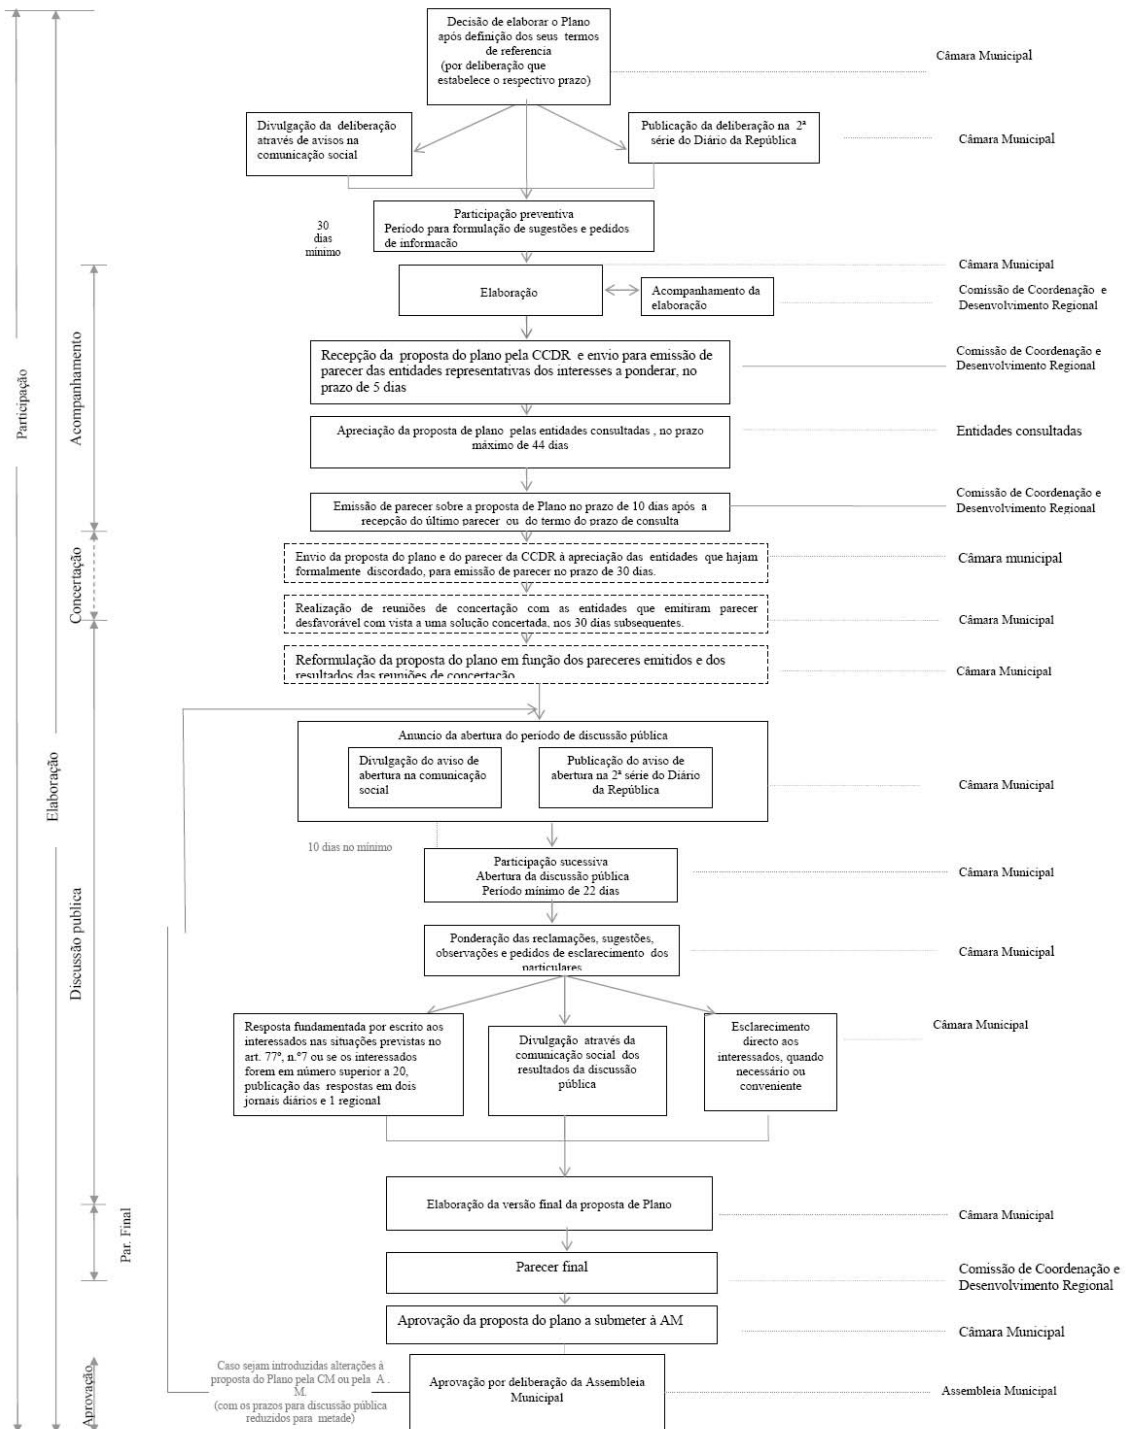 Decisão de elaborar o Plano
após definição dos seus termos
de referencia
(por deliberação que
estabelece o respectivo prazo)
Câmara Municipal
Divulgação da deliberação
através de avisos na
comunicação social
Publicação da deliberação na 2ª
série do Diário da República
Câmara Municipal
30
dias
mínimo
Participação preventiva
Período para formulação de sugestões e pedidos
de informação
Câmara Municipal
Elaboração
Acompanhamento da
elaboração
Comissão de Coordenação e
Desenvolvimento Regional
Recepção da proposta do plano pela CCDR e envio para emissão de
parecer das entidades representativas dos interesses a ponderar, no
prazo de 5 dias
Comissão de Coordenação e
Desenvolvimento Regional
Apreciação da proposta de plano pelas entidades consultadas , no prazo
máximo de 44 dias
Entidades consultadas
Emissão de parecer sobre a proposta de Plano no prazo de 10 dias após a
recepção do último parecer ou do termo do prazo de consulta
Comissão de Coordenação e
Desenvolvimento Regional
Envio da proposta do plano e do parecer da CCDR à apreciação das entidades que hajam
formalmente discordado, para emissão de parecer no prazo de 30 dias.
Câmara municipal
Realização de reuniões de concertação com as entidades que emitiram parecer
desfavorável com vista a uma solução concertada, nos 30 dias subsequentes.
Câmara Municipal
Reformulação da proposta do plano em função dos pareceres emitidos e dos
resultados das reuniões de concertação
Câmara Municipal
Anuncio da abertura do período de discussão pública
Divulgação do aviso de
abertura na comunicação
social
Publicação do aviso de
abertura na 2ª série do Diário
da República
Câmara Municipal
10 dias no mínimo
Participação sucessiva
Abertura da discussão pública
Período mínimo de 22 dias
Câmara Municipal
Ponderação das reclamações, sugestões,
observações e pedidos de esclarecimento dos
particulares
Câmara Municipal
Resposta fundamentada por escrito aos
interessados nas situações previstas no
art. 77º, n.º7 ou se os interessados
forem em número superior a 20,
publicação das respostas em dois
jornais diários e 1 regional
Divulgação através da
comunicação social dos
resultados da discussão
pública
Esclarecimento
directo aos
interessados, quando
necessário ou
conveniente
Câmara Municipal
Elaboração da versão final da proposta de Plano
Câmara Municipal
Parecer final
Comissão de Coordenação e
Desenvolvimento Regional
Aprovação da proposta do plano a submeter à AM
Câmara Municipal
Caso sejam introduzidas alterações à
proposta do Plano pela CM ou pela A .
M.
(com os prazos para discussão pública
reduzidos para metade)
Aprovação por deliberação da Assembleia
Municipal
Assembleia Municipal
Participação
Elaboração
Acompanhamento
Concertação
Discussão publica
Par. Final
Aprovação